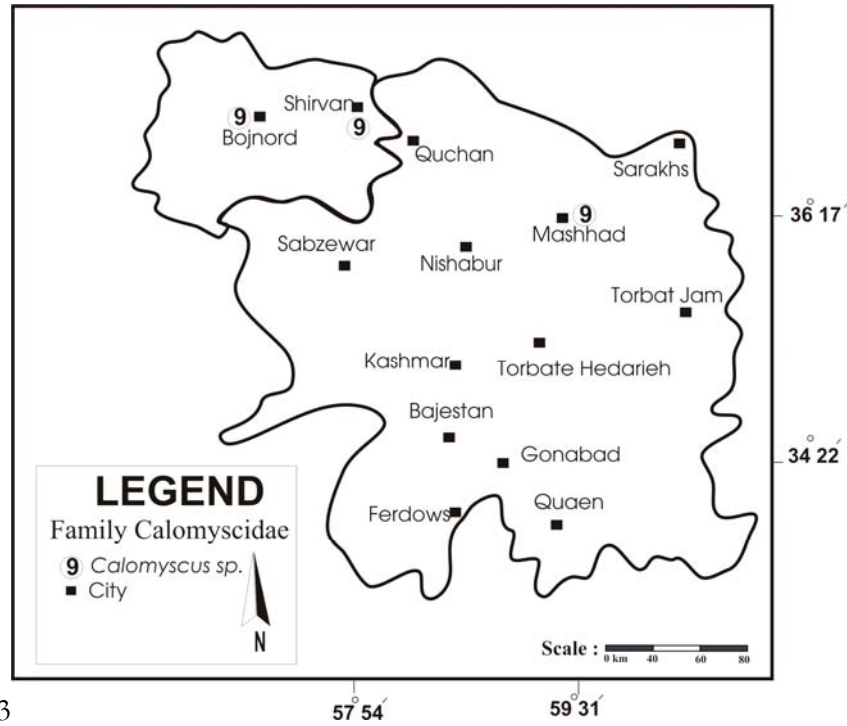 Shirvan
9
Bojnord
9
Quchan
Sarakhs
36° 17´
9
Mashhad
Sabzewar
Nishabur
Torbat Jam
Kashmar
Torbate Hedarieh
Bajestan
Gonabad
34° 22´
LEGEND
Family Calomyscidae
9 Calomyscus sp.
City
N
Ferdows
Quaen
Scale :
0 km 40 60 80
3
57° 54´
59° 31´